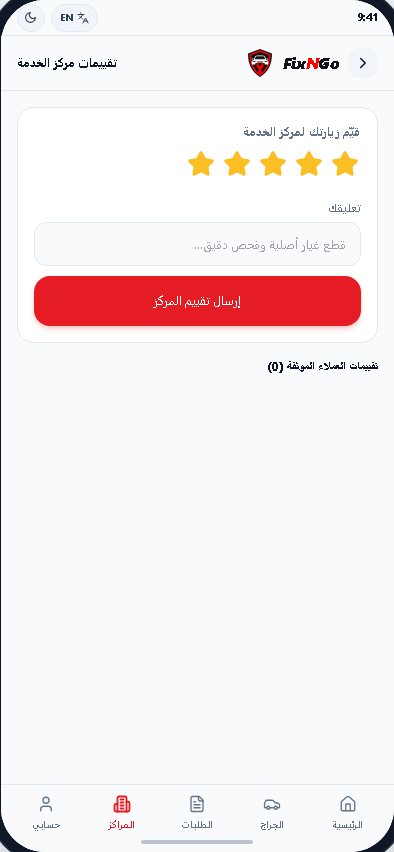 9:41
EN
FixNGo
تقييمات مركز الخدمة
قيّم زيارتك لمركز الخدمة
تعليقك
قطع غيار أصلية وفحص دقيق...
إرسال تقييم المركز
تقييمات العملاء الموثقة (0)
الرئيسية
الجراج
الطلبات
المراكز
حسابي